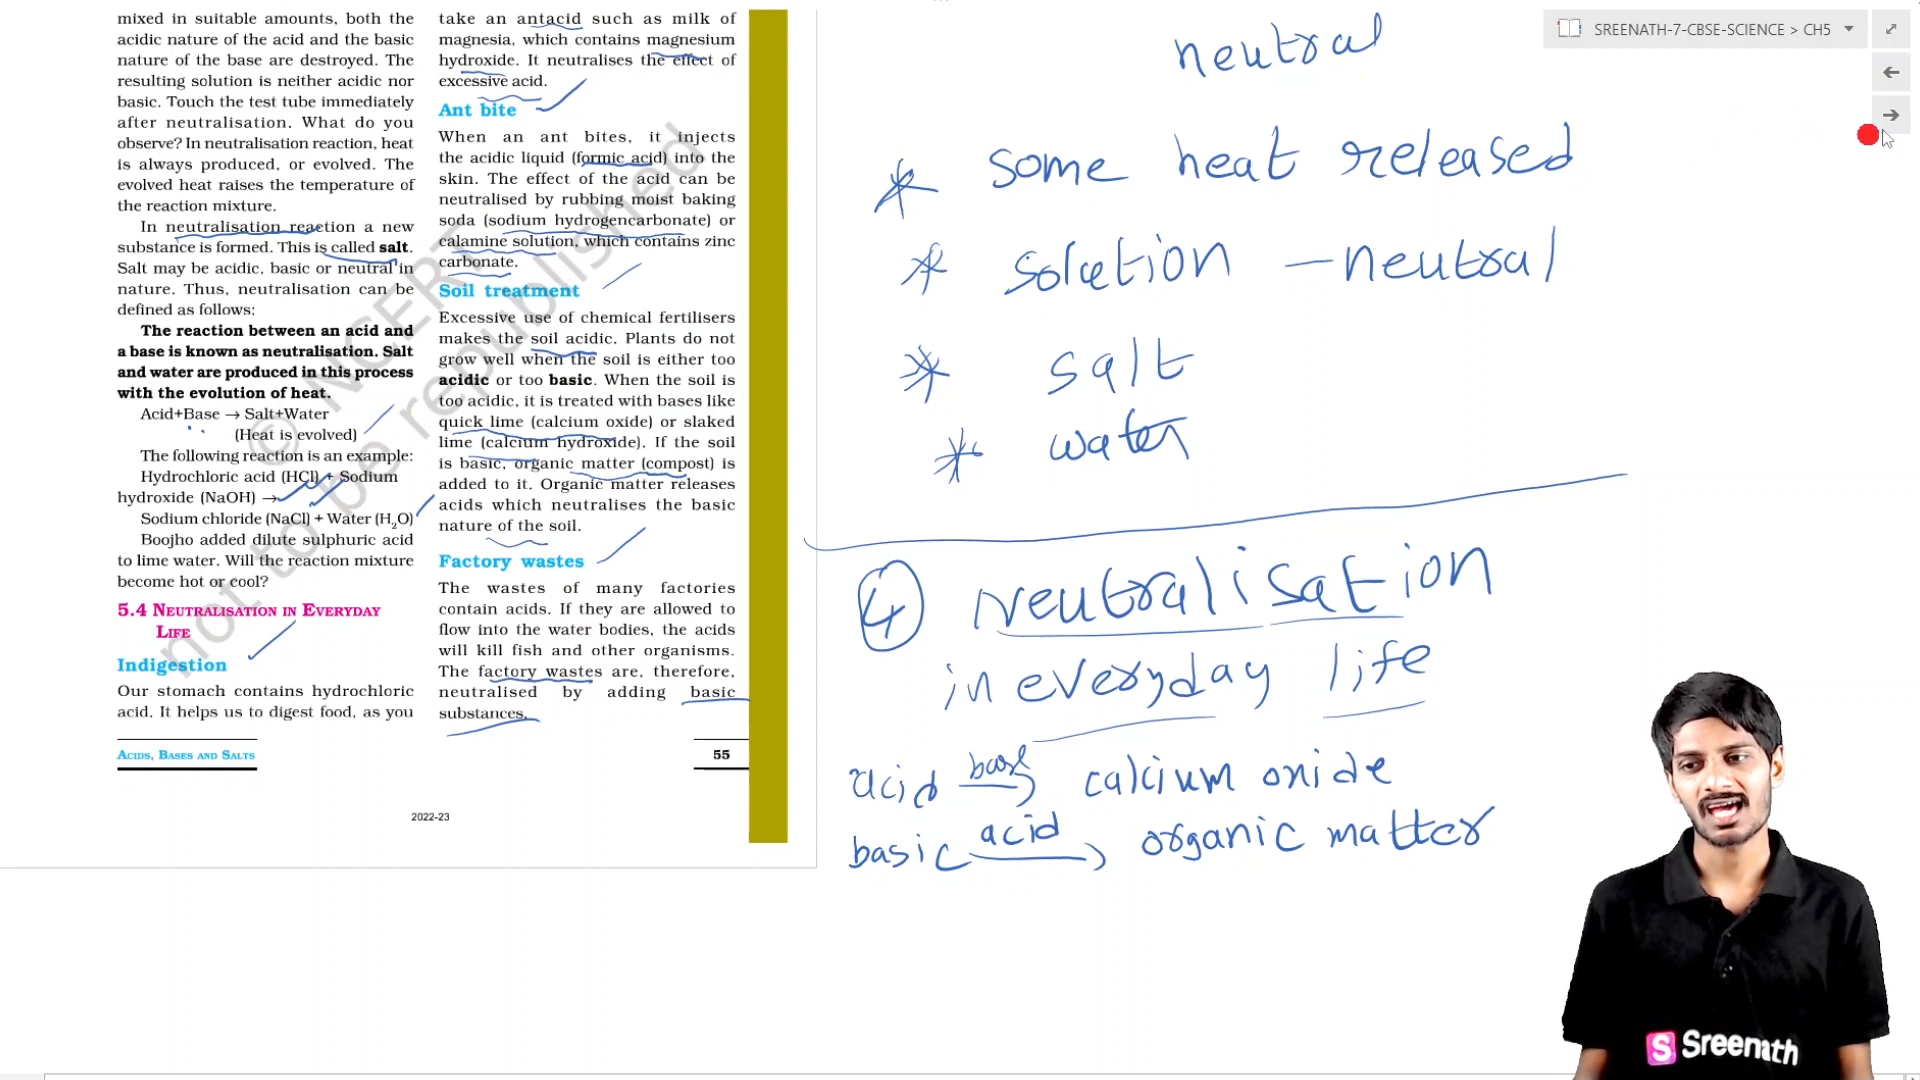 mixed in suitable amounts, both the
acidic nature of the acid and the basic
nature of the base are destroyed. The
resulting solution is neither acidic nor
basic. Touch the test tube immediately
after neutralisation. What do you
observe? In neutralisation reaction, heat
is always produced, or evolved. The
evolved heat raises the temperature of
the reaction mixture.
In neutralisation reaction a new
substance is formed. This is called salt.
Salt may be acidic, basic or neutral in
nature. Thus, neutralisation can be
defined as follows:
The reaction between an acid and
a base is known as neutralisation. Salt
and water are produced in this process
with the evolution of heat.
Acid+Base → Salt+Water
(Heat is evolved)
The following reaction is an example:
Hydrochloric acid (HCl) + Sodium
hydroxide (NaOH) →
Sodium chloride (NaCl) + Water (H2O)
Boojho added dilute sulphuric acid
to lime water. Will the reaction mixture
become hot or cool?
5.4 NEUTRALISATION IN EVERYDAY
LIFE
Indigestion
Our stomach contains hydrochloric
acid. It helps us to digest food, as you
ACIDS, BASES AND SALTS
take an antacid such as milk of
magnesia, which contains magnesium
hydroxide. It neutralises the effect of
excessive acid.
Ant bite
When an ant bites, it injects
the acidic liquid (formic acid) into the
skin. The effect of the acid can be
neutralised by rubbing moist baking
soda (sodium hydrogencarbonate) or
calamine solution, which contains zinc
carbonate.
Soil treatment
Excessive use of chemical fertilisers
makes the soil acidic. Plants do not
grow well when the soil is either too
acidic or too basic. When the soil is
too acidic, it is treated with bases like
quick lime (calcium oxide) or slaked
lime (calcium hydroxide). If the soil
is basic, organic matter (compost) is
added to it. Organic matter releases
acids which neutralises the basic
nature of the soil.
Factory wastes
The wastes of many factories
contain acids. If they are allowed to
flow into the water bodies, the acids
will kill fish and other organisms.
The factory wastes are, therefore,
neutralised by adding basic
substances.
55
2022-23
© NCERT
not to be republished
neutral
* some heat released
* solution - neutral
* salt
* water
4 Neutralisation
in everyday life
acid base → calcium oxide
basic acid → organic matter
SREENATH-7-CBSE-SCIENCE > CH5
S Sreenath